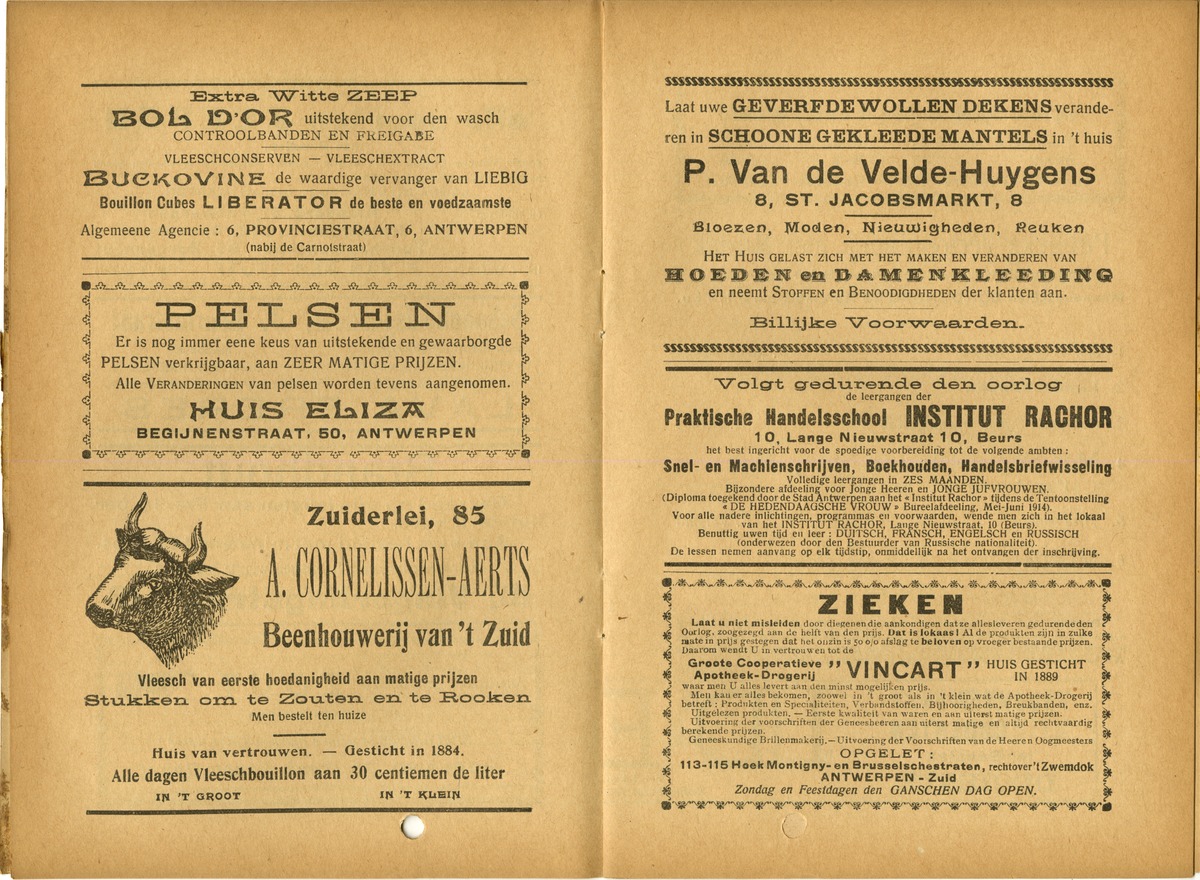 Extra Witte ZEEP
BOL D'OR uitstekend voor den wasch
CONTROOLBANDEN EN FREIGABE
VLEESCHCONSERVEN — VLEESCHEXTRACT
BUCKOVINE de waardige vervanger van LIEBIG
Bouillon Cubes LIBERATOR de beste en voedzaamste
Algemeene Agencie : 6, PROVINCIESTRAAT, 6, ANTWERPEN
(nabij de Carnotstraat)
PELSEN
Er is nog immer eene keus van uitstekende en gewaarborgde
PELSEN verkrijgbaar, aan ZEER MATIGE PRIJZEN.
Alle VERANDERINGEN van pelsen worden tevens aangenomen.
HUIS ELIZA
BEGIJNENSTRAAT, 50, ANTWERPEN
Zuiderlei, 85
A. CORNELISSEN-AERTS
Beenhouwerij van 't Zuid
Vleesch van eerste hoedanigheid aan matige prijzen
Stukken om te Zouten en te Rooken
Men bestelt ten huize
Huis van vertrouwen. — Gesticht in 1884.
Alle dagen Vleeschbouillon aan 30 centiemen de liter
IN 'T GROOT IN 'T KLEIN
Laat uwe GEVERFDE WOLLEN DEKENS verande-
ren in SCHOONE GEKLEEDE MANTELS in 't huis
P. Van de Velde-Huygens
8, ST. JACOBSMARKT, 8
Bloezen, Moden, Nieuwigheden, Reuken
HET HUIS GELAST ZICH MET HET MAKEN EN VERANDEREN VAN
HOEDEN en DAMENKLEEDING
en neemt STOFFEN en BENOODIGDHEDEN der klanten aan.
Billijke Voorwaarden.
Volgt gedurende den oorlog
de leergangen der
Praktische Handelsschool INSTITUT RACHOR
10, Lange Nieuwstraat 10, Beurs
het best ingericht voor de spoedige voorbereiding tot de volgende ambten :
Snel- en Machienschrijven, Boekhouden, Handelsbriefwisseling
Volledige leergangen in ZES MAANDEN.
Bijzondere afdeeling voor Jonge Heeren en JONGE JUFVROUWEN.
(Diploma toegekend door de Stad Antwerpen aan het « Institut Rachor » tijdens de Tentoonstelling
« DE HEDENDAAGSCHE VROUW » Bureelafdeeling, Mei-Juni 1914).
Voor alle nadere inlichtingen, programmas en voorwaarden, wende men zich in het lokaal
van het INSTITUT RACHOR, Lange Nieuwstraat, 10 (Beurs).
Benuttig uwen tijd en leer : DUITSCH, FRANSCH, ENGELSCH en RUSSISCH
(onderwezen door den Bestuurder van Russische nationaliteit).
De lessen nemen aanvang op elk tijdstip, onmiddelijk na het ontvangen der inschrijving.
ZIEKEN
Laat u niet misleiden door diegenen die aankondigen dat ze alles leveren gedurende den
Oorlog, zoogezegd aan de helft van den prijs. Dat is lokaas! Al de produkten zijn in zulke
mate in prijs gestegen dat het onzin is 50 o/o afslag te beloven op vroeger bestaande prijzen.
Daarom wendt U in vertrouwen tot de
Groote Cooperatieve "VINCART" HUIS GESTICHT
Apotheek-Drogerij IN 1889
waar men U alles levert aan den minst mogelijken prijs.
Men kan er alles bekomen, zoowel in 't groot als in 't klein wat de Apotheek-Drogerij
betreft : Produkten en Specialiteiten, Verbandstoffen, Bijhoorigheden, Breukbanden, enz.
Uitgelezen produkten. — Eerste kwaliteit van waren en aan uiterst matige prijzen.
Uitvoering der voorschriften der Geneesheeren aan uiterst matige en altijd rechtvaardig
berekende prijzen.
Geneeskundige Brillenmakerij. — Uitvoering der Voorschriften van de Heeren Oogmeesters
OPGELET :
113-115 Hoek Montigny- en Brusselschestraten, rechtover 't Zwemdok
ANTWERPEN - Zuid
Zondag en Feestdagen den GANSCHEN DAG OPEN.